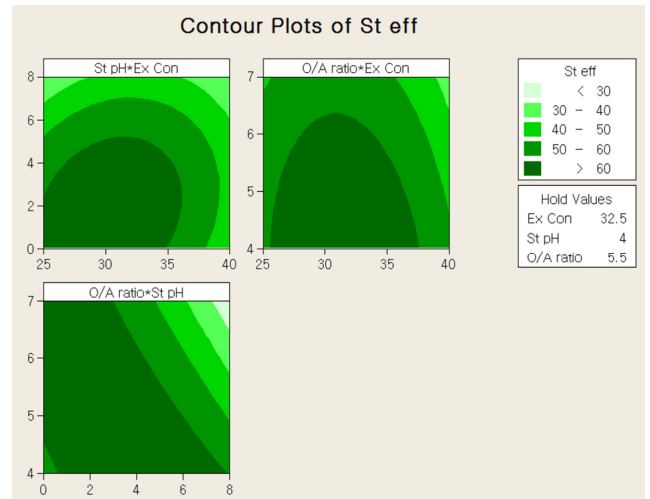 Contour Plots of St eff
St pH*Ex Con
8
6
4
2
0
25 30 35 40
O/A ratio*Ex Con
7
6
5
4
25 30 35 40
St eff
< 30
30 - 40
40 - 50
50 - 60
> 60
Hold Values
Ex Con 32.5
St pH 4
O/A ratio 5.5
O/A ratio*St pH
7
6
5
4
0 2 4 6 8